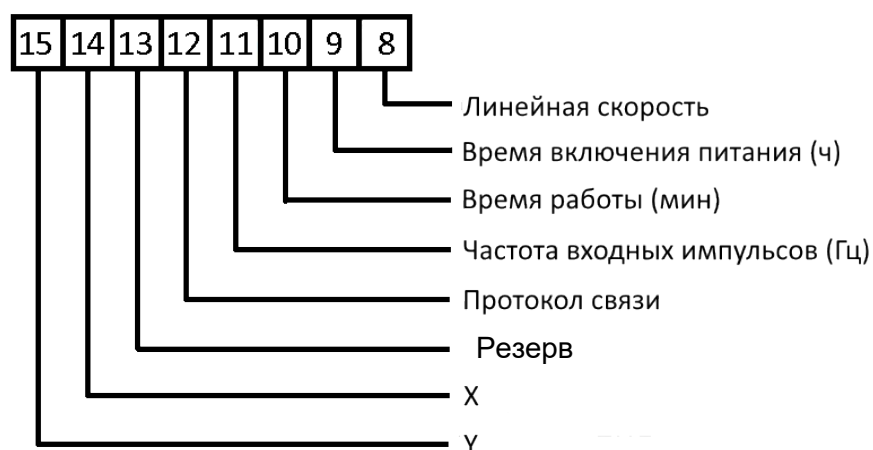 15 14 13 12 11 10 9 8
Линейная скорость
Время включения питания (ч)
Время работы (мин)
Частота входных импульсов (Гц)
Протокол связи
Резерв
X
Y